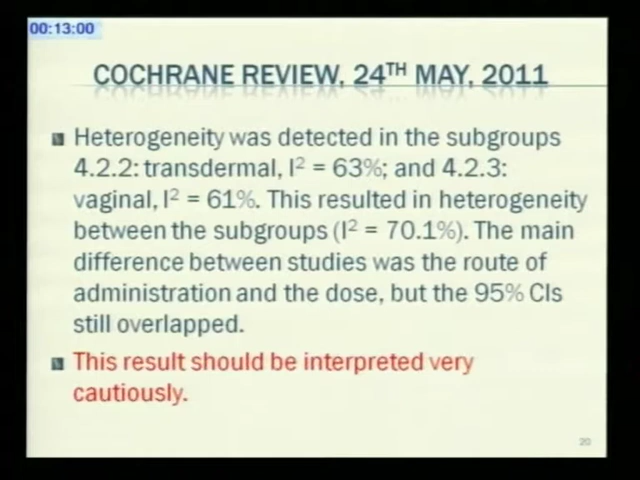 00:13:00
COCHRANE REVIEW, 24TH MAY, 2011
Heterogeneity was detected in the subgroups
4.2.2: transdermal, I² = 63%; and 4.2.3:
vaginal, I² = 61%. This resulted in heterogeneity
between the subgroups (I² = 70.1%). The main
difference between studies was the route of
administration and the dose, but the 95% CIs
still overlapped.
This result should be interpreted very
cautiously.
20